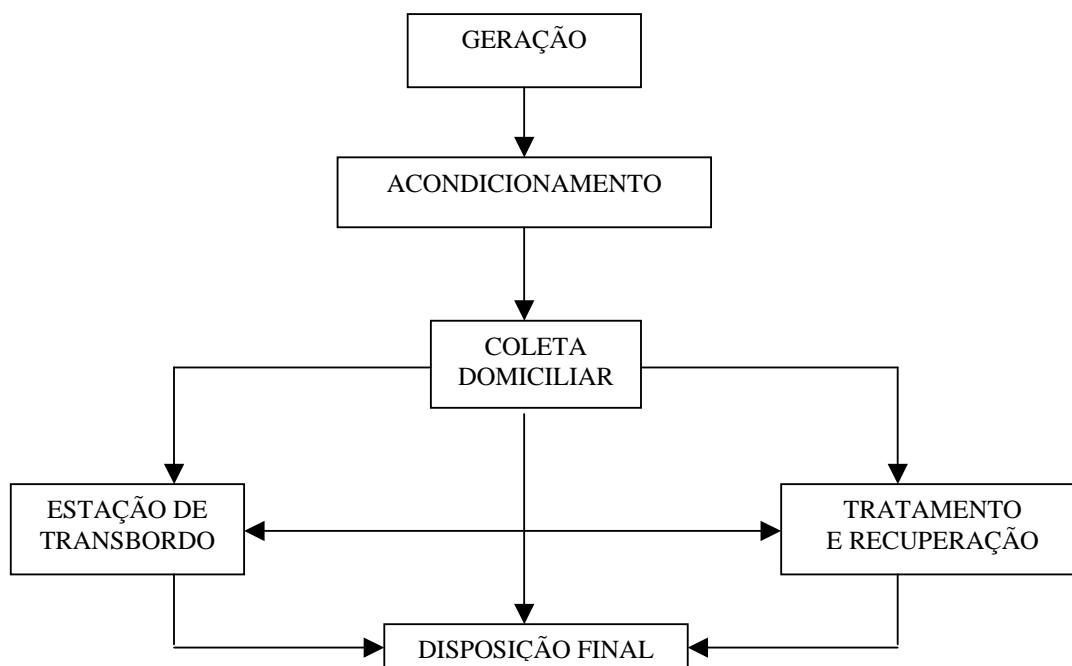 GERAÇÃO
ACONDICIONAMENTO
COLETA
DOMICILIAR
ESTAÇÃO DE
TRANSBORDO
TRATAMENTO
E RECUPERAÇÃO
DISPOSIÇÃO FINAL